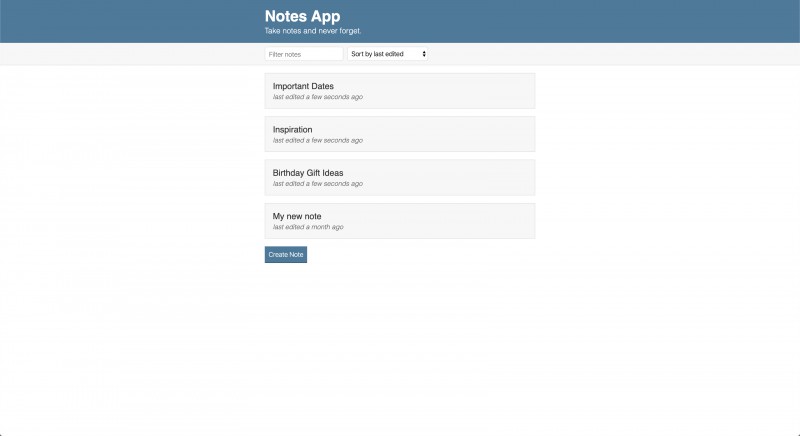 Notes App
Take notes and never forget.
Filter notes
Sort by last edited
Important Dates
last edited a few seconds ago
Inspiration
last edited a few seconds ago
Birthday Gift Ideas
last edited a few seconds ago
My new note
last edited a month ago
Create Note